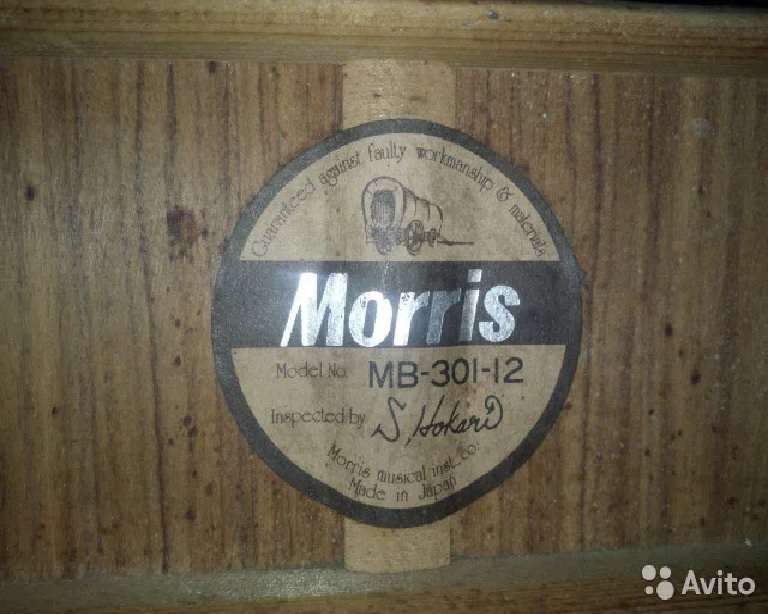 Guaranteed against faulty workmanship & materials
Morris
Model No. MB-301-12
Inspected by S. Hokari
Morris musical inst. co.
Made in Japan
Avito